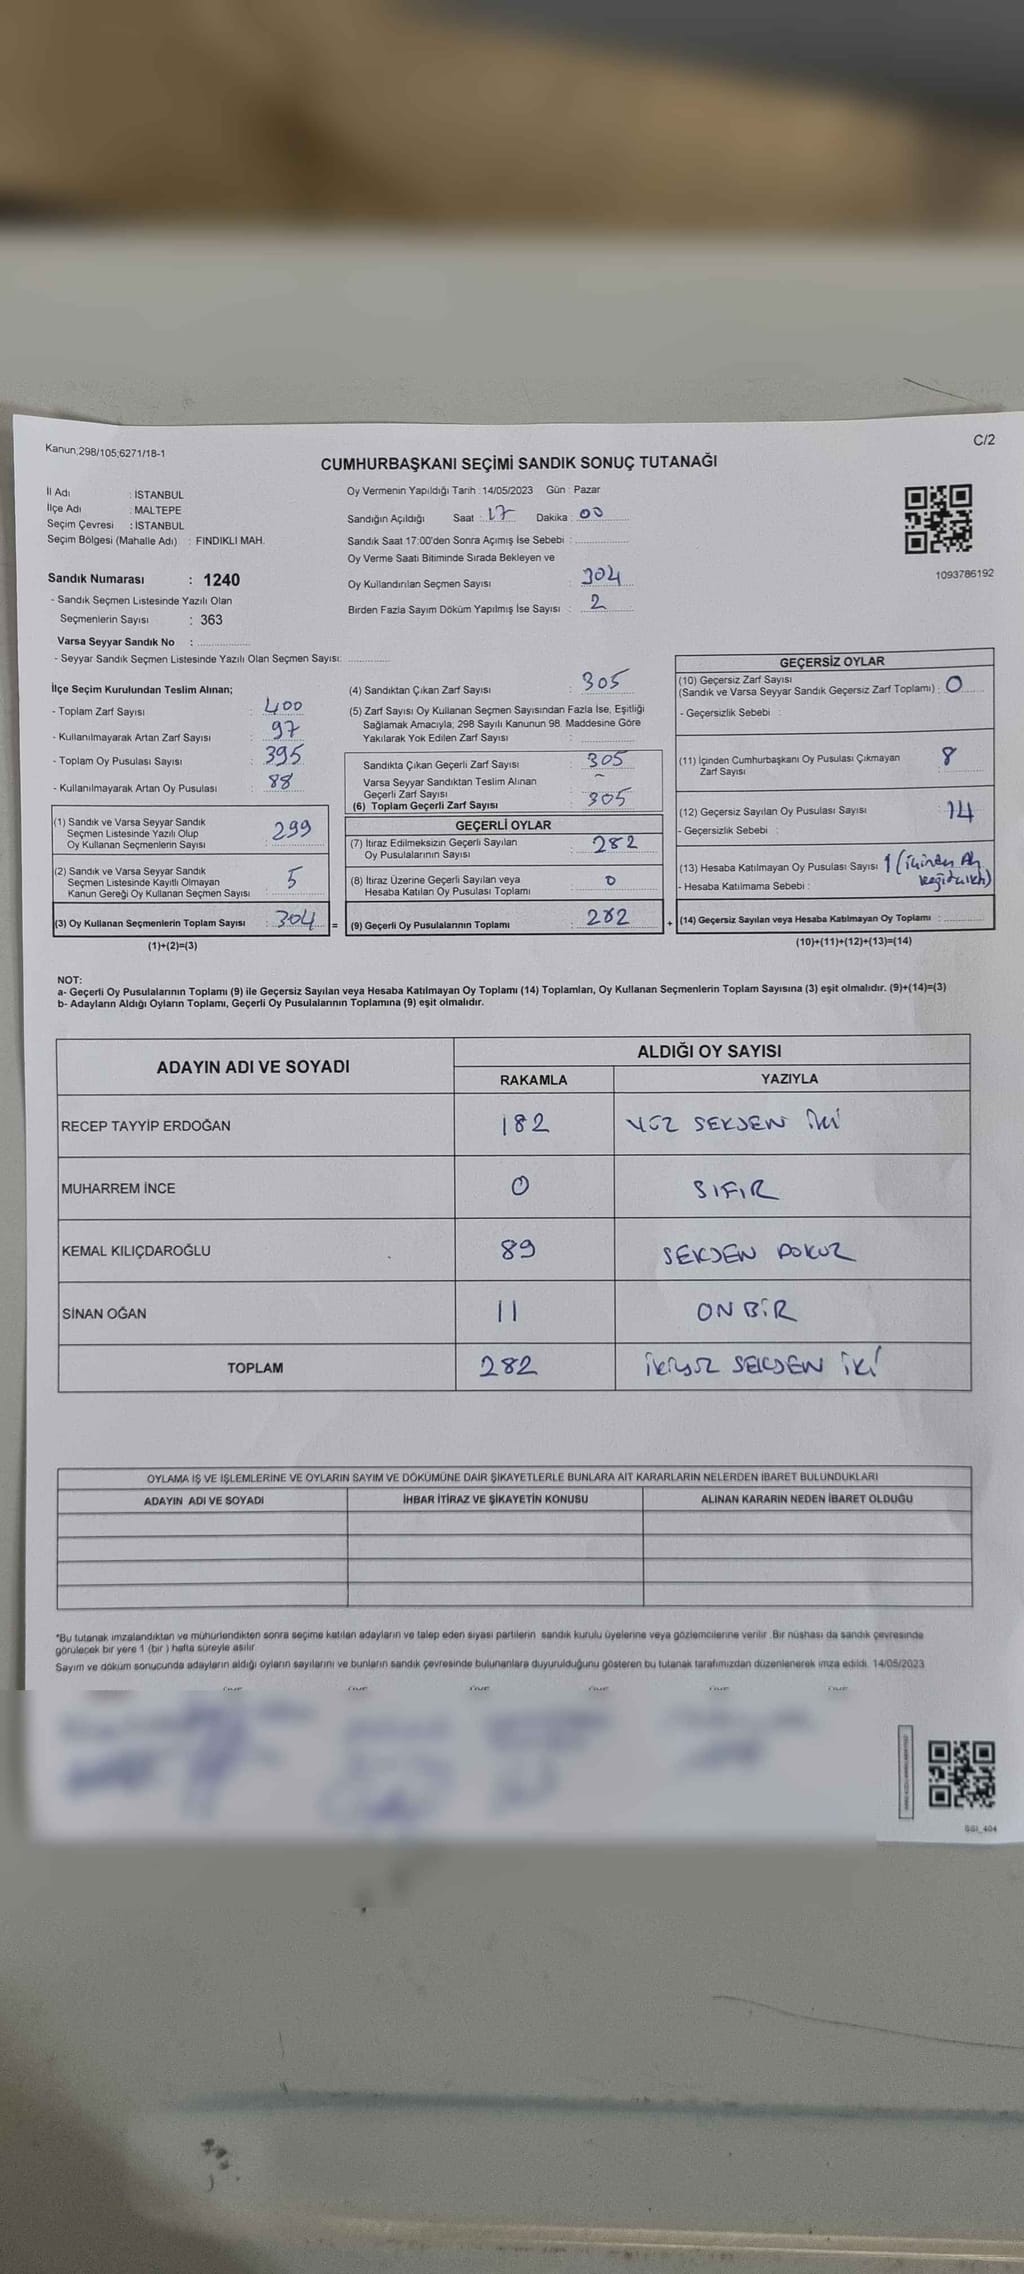 Kanun;298/105;6271/18-1
C/2
CUMHURBAŞKANI SEÇİMİ SANDIK SONUÇ TUTANAĞI
İl Adı : İSTANBUL
İlçe Adı : MALTEPE
Seçim Çevresi : İSTANBUL
Seçim Bölgesi (Mahalle Adı) : FINDIKLI MAH.
Oy Vermenin Yapıldığı Tarih : 14/05/2023 Gün : Pazar
Sandığın Açıldığı Saat : 17 Dakika : 00
Sandık Saat 17:00'den Sonra Açımış İse Sebebi :
Oy Verme Saati Bitiminde Sırada Bekleyen ve
Oy Kullandırılan Seçmen Sayısı : 304
Birden Fazla Sayım Döküm Yapılmış İse Sayısı : 2
1093786192
Sandık Numarası : 1240
- Sandık Seçmen Listesinde Yazılı Olan
Seçmenlerin Sayısı : 363
Varsa Seyyar Sandık No :
- Seyyar Sandık Seçmen Listesinde Yazılı Olan Seçmen Sayısı:
İlçe Seçim Kurulundan Teslim Alınan;
- Toplam Zarf Sayısı : 400
- Kullanılmayarak Artan Zarf Sayısı : 97
- Toplam Oy Pusulası Sayısı : 395
- Kullanılmayarak Artan Oy Pusulası : 88
(1) Sandık ve Varsa Seyyar Sandık
Seçmen Listesinde Yazılı Olup
Oy Kullanan Seçmenlerin Sayısı : 299
(2) Sandık ve Varsa Seyyar Sandık
Seçmen Listesinde Kayıtlı Olmayan
Kanun Gereği Oy Kullanan Seçmen Sayısı : 5
(3) Oy Kullanan Seçmenlerin Toplam Sayısı : 304 =
(1)+(2)=(3)
(4) Sandıktan Çıkan Zarf Sayısı : 305
(5) Zarf Sayısı Oy Kullanan Seçmen Sayısından Fazla İse, Eşitliği
Sağlamak Amacıyla; 298 Sayılı Kanunun 98. Maddesine Göre
Yakılarak Yok Edilen Zarf Sayısı :
Sandıkta Çıkan Geçerli Zarf Sayısı : 305
Varsa Seyyar Sandıktan Teslim Alınan
Geçerli Zarf Sayısı : -
(6) Toplam Geçerli Zarf Sayısı : 305
GEÇERLİ OYLAR
(7) İtiraz Edilmeksizin Geçerli Sayılan
Oy Pusulalarının Sayısı : 282
(8) İtiraz Üzerine Geçerli Sayılan veya
Hesaba Katılan Oy Pusulası Toplamı : 0
(9) Geçerli Oy Pusulalarının Toplamı : 282 +
GEÇERSİZ OYLAR
(10) Geçersiz Zarf Sayısı
(Sandık ve Varsa Seyyar Sandık Geçersiz Zarf Toplamı) : 0
- Geçersizlik Sebebi :
(11) İçinden Cumhurbaşkanı Oy Pusulası Çıkmayan
Zarf Sayısı : 8
(12) Geçersiz Sayılan Oy Pusulası Sayısı : 14
- Geçersizlik Sebebi :
(13) Hesaba Katılmayan Oy Pusulası Sayısı : 1 (içinden
- Hesaba Katılmama Sebebi :
(14) Geçersiz Sayılan veya Hesaba Katılmayan Oy Toplamı :
(10)+(11)+(12)+(13)=(14)
NOT:
a- Geçerli Oy Pusulalarının Toplamı (9) ile Geçersiz Sayılan veya Hesaba Katılmayan Oy Toplamı (14) Toplamları, Oy Kullanan Seçmenlerin Toplam Sayısına (3) eşit olmalıdır. (9)+(14)=(3)
b- Adayların Aldığı Oyların Toplamı, Geçerli Oy Pusulalarının Toplamına (9) eşit olmalıdır.
ADAYIN ADI VE SOYADI ALDIĞI OY SAYISI
RAKAMLA YAZIYLA
RECEP TAYYİP ERDOĞAN 182 YÜZ SEKSEN İKİ
MUHARREM İNCE 0 SIFIR
KEMAL KILIÇDAROĞLU 89 SEKSEN DOKUZ
SİNAN OĞAN 11 ON BİR
TOPLAM 282 İKİYÜZ SEKSEN İKİ
OYLAMA İŞ VE İŞLEMLERİNE VE OYLARIN SAYIM VE DÖKÜMÜNE DAİR ŞİKAYETLERLE BUNLARA AİT KARARLARIN NELERDEN İBARET BULUNDUKLARI
ADAYIN ADI VE SOYADI İHBAR İTİRAZ VE ŞİKAYETİN KONUSU ALINAN KARARIN NEDEN İBARET OLDUĞU
*Bu tutanak imzalandıktan ve mühürlendikten sonra seçime katılan adayların ve talep eden siyasi partilerin sandık kurulu üyelerine veya gözlemcilerine verilir. Bir nüshası da sandık çevresinde
görülecek bir yere 1 (bir ) hafta süreyle asılır.
Sayım ve döküm sonucunda adayların aldığı oyların sayılarını ve bunların sandık çevresinde bulunanlara duyurulduğunu gösteren bu tutanak tarafımızdan düzenlenerek imza edildi. 14/05/2023
SSI_404